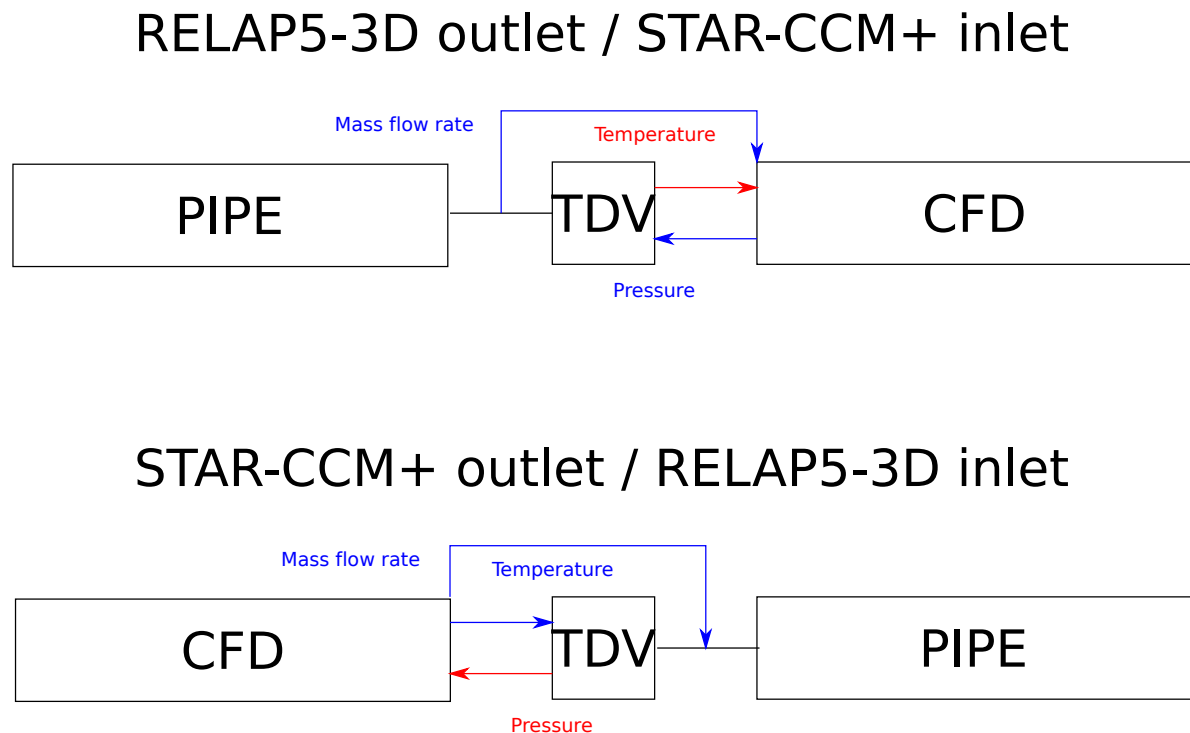 RELAP5-3D outlet / STAR-CCM+ inlet
Mass flow rate
Temperature
PIPE
TDV
CFD
Pressure
STAR-CCM+ outlet / RELAP5-3D inlet
Mass flow rate
Temperature
CFD
TDV
PIPE
Pressure